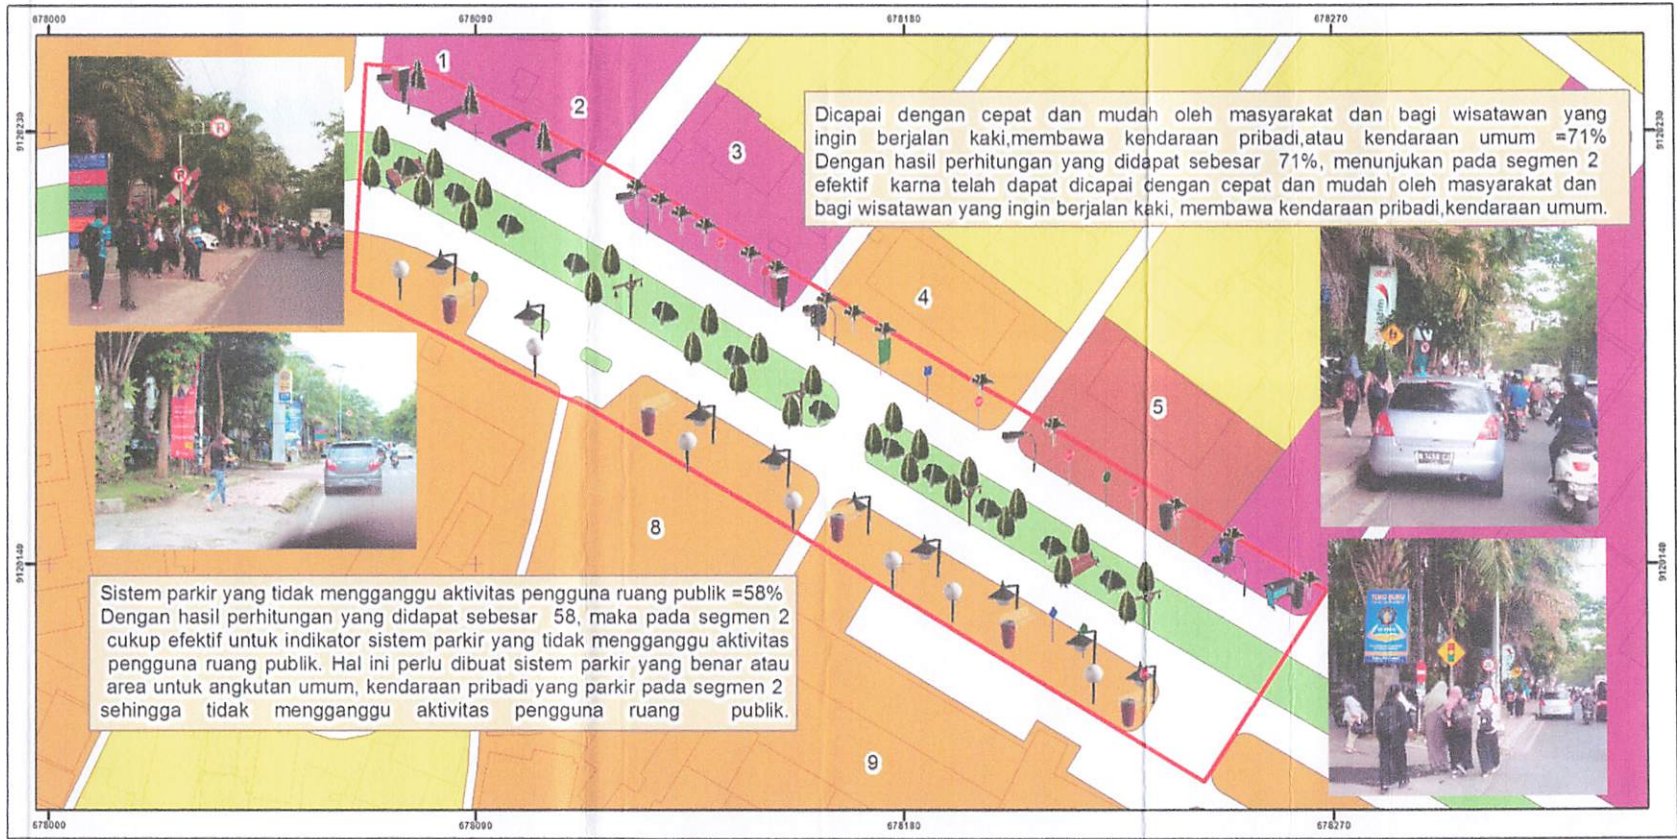 678000
678090
678180
678270
9120230
9120230
1
2
3
4
5
8
9
Dicapai dengan cepat dan mudah oleh masyarakat dan bagi wisatawan yang
ingin berjalan kaki,membawa kendaraan pribadi,atau kendaraan umum =71%
Dengan hasil perhitungan yang didapat sebesar 71%, menunjukan pada segmen 2
efektif karna telah dapat dicapai dengan cepat dan mudah oleh masyarakat dan
bagi wisatawan yang ingin berjalan kaki, membawa kendaraan pribadi,kendaraan umum.
9120140
9120140
Sistem parkir yang tidak mengganggu aktivitas pengguna ruang publik =58%
Dengan hasil perhitungan yang didapat sebesar 58, maka pada segmen 2
cukup efektif untuk indikator sistem parkir yang tidak mengganggu aktivitas
pengguna ruang publik. Hal ini perlu dibuat sistem parkir yang benar atau
area untuk angkutan umum, kendaraan pribadi yang parkir pada segmen 2
sehingga tidak mengganggu aktivitas pengguna ruang publik.
TOKO BUKU
678000
678090
678180
678270